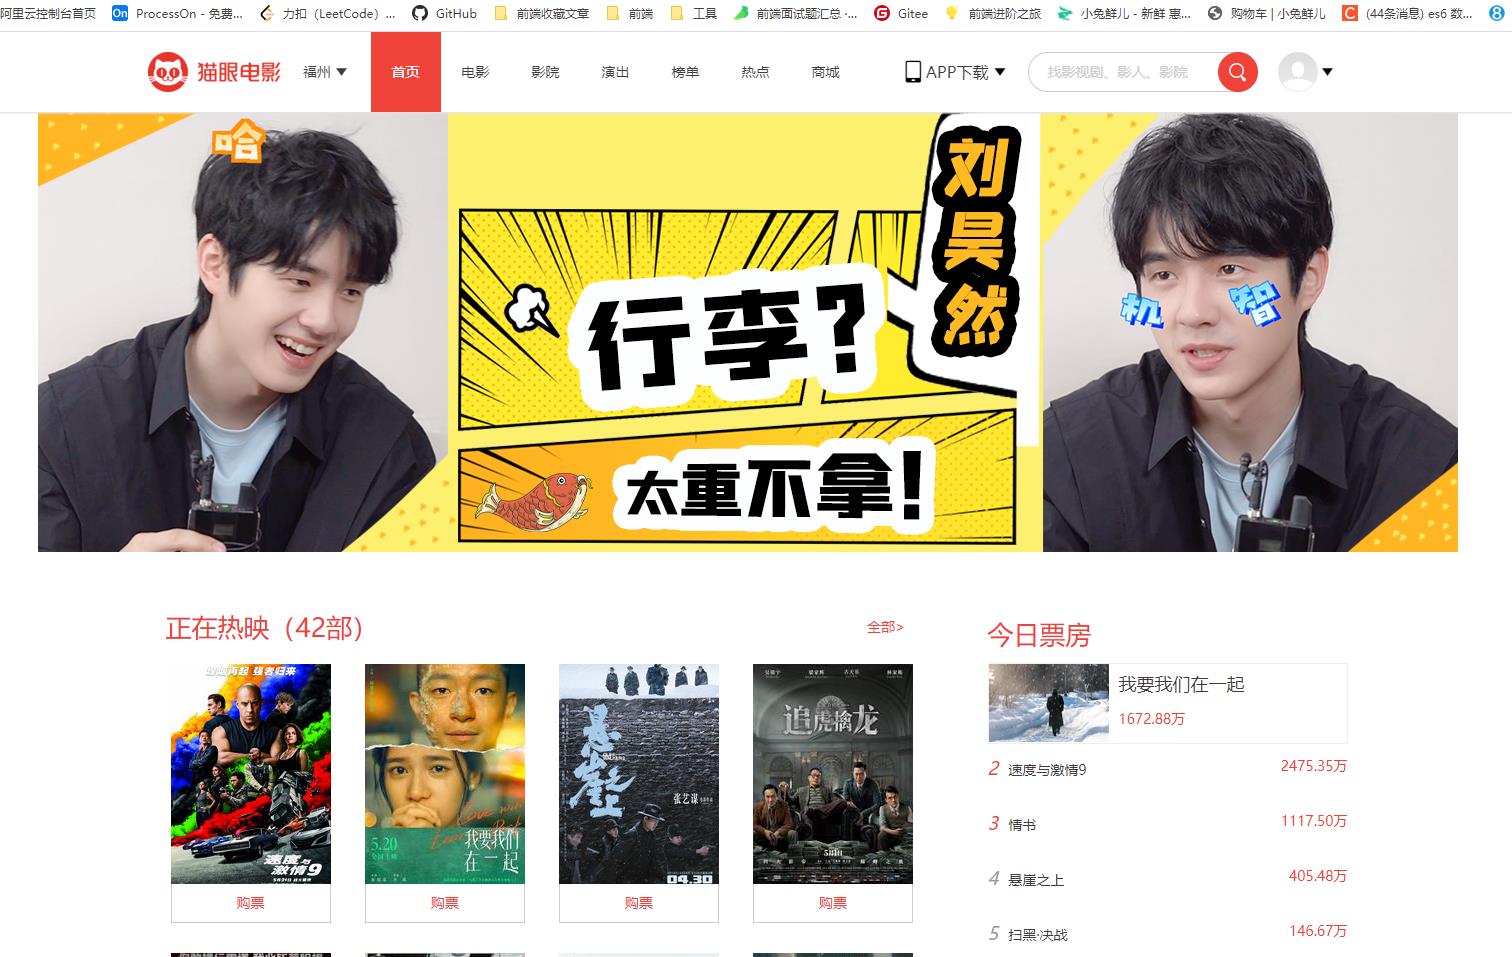 阿里云控制台首页 ProcessOn - 免费... 力扣（LeetCode）... GitHub 前端收藏文章 前端 工具 前端面试题汇总 ·... Gitee 前端进阶之旅 小兔鲜儿 - 新鲜 惠... 购物车 | 小兔鲜儿 (44条消息) es6 数...
猫眼电影 福州 首页 电影 影院 演出 榜单 热点 商城 APP下载 找影视剧、影人、影院
哈
刘昊然
行李?
机智
太重不拿!
正在热映（42部） 全部>
今日票房
我要我们在一起
1672.88万
2 速度与激情9 2475.35万
3 情书 1117.50万
4 悬崖之上 405.48万
5 扫黑·决战 146.67万
强者归来
速度与激情9
5.20
我要我们在一起
悬崖之上
张艺谋
04.30
追虎擒龙
购票 购票 购票 购票